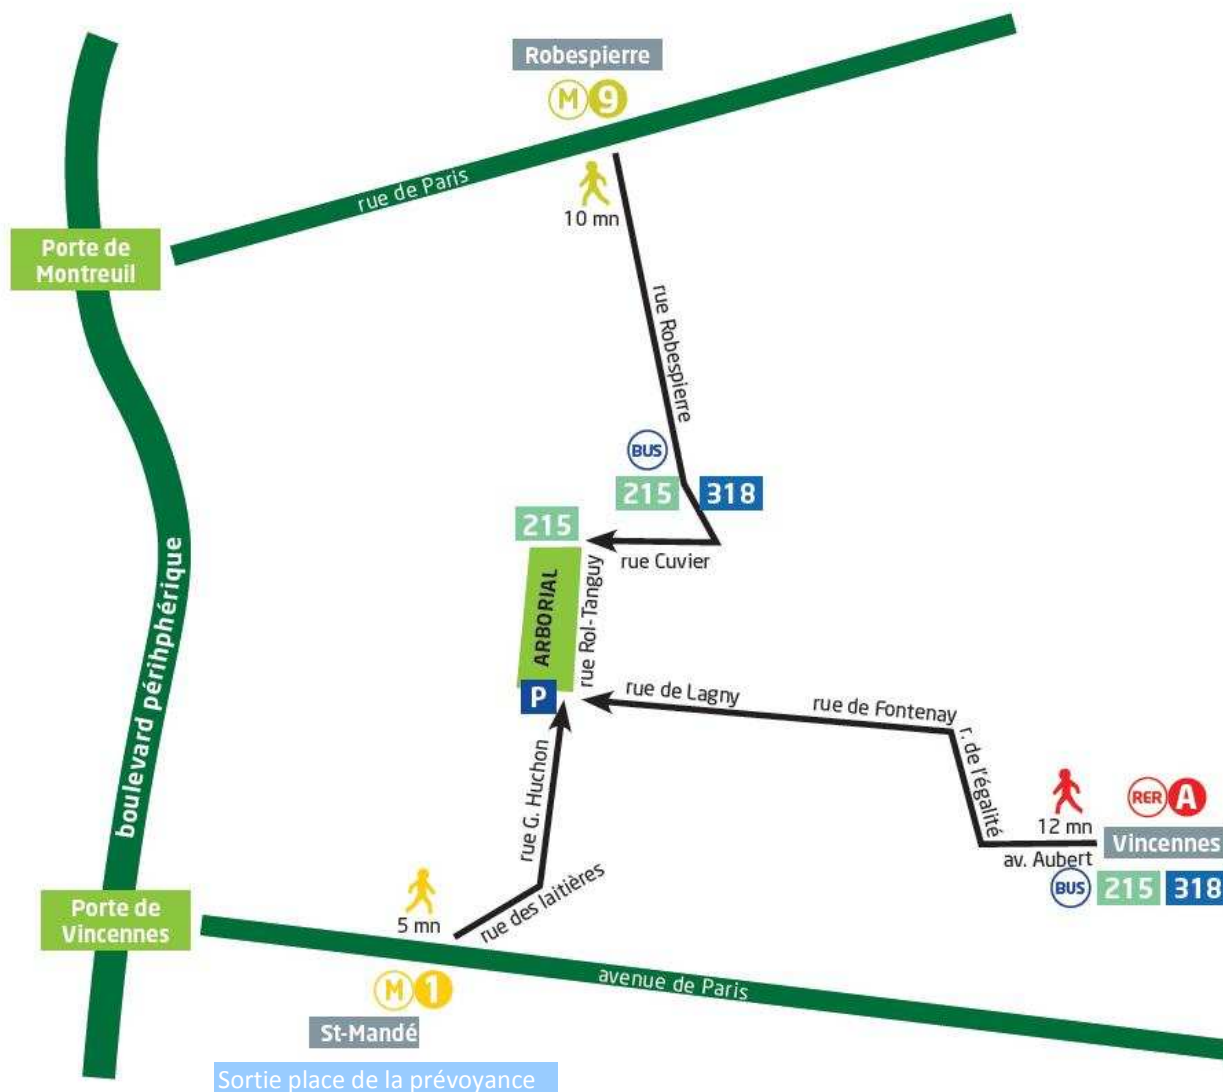 Robespierre
M 9
rue de Paris
10 mn
Porte de
Montreuil
rue Robespierre
BUS
215 318
215
rue Cuvier
ARBORIAL
rue Rol-Tanguy
P
boulevard périhphérique
rue de Lagny
rue de Fontenay
r. de l'égalité
rue G. Huchon
12 mn
RER A
Vincennes
av. Aubert
BUS 215 318
5 mn
rue des laitières
Porte de
Vincennes
avenue de Paris
M 1
St-Mandé
Sortie place de la prévoyance